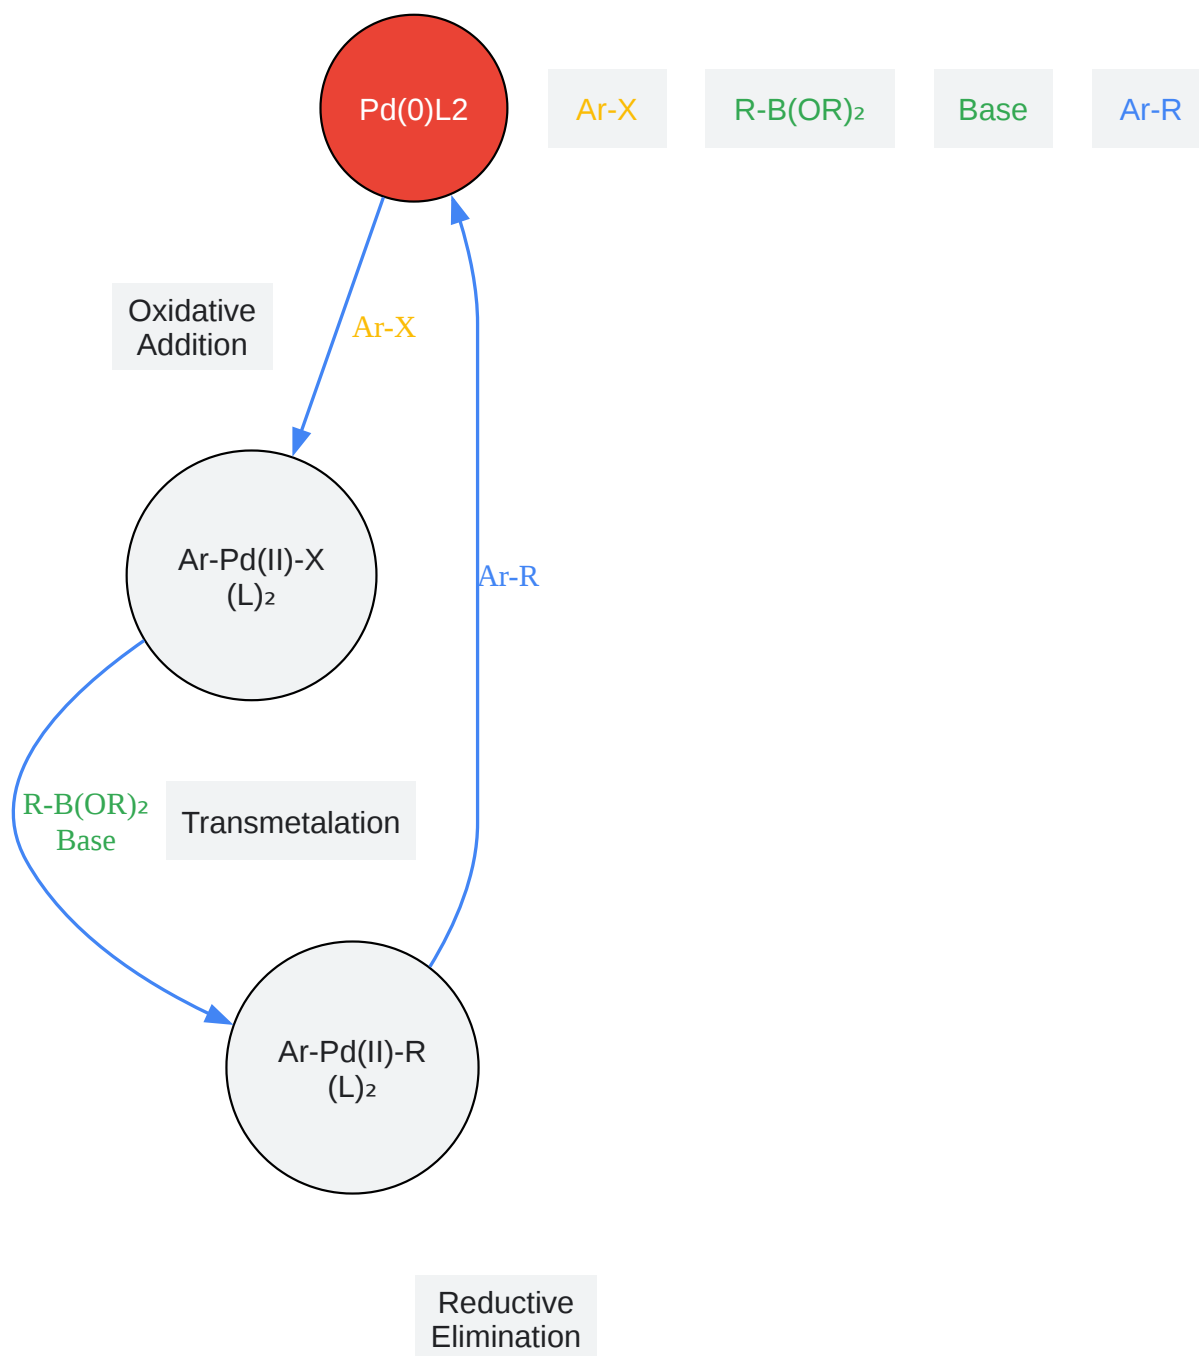 Pd(0)L2
Ar-X
R-B(OR)₂
Base
Ar-R
Oxidative
Addition
Ar-X
Ar-Pd(II)-X
(L)₂
Ar-R
R-B(OR)₂
Base
Transmetalation
Ar-Pd(II)-R
(L)₂
Reductive
Elimination